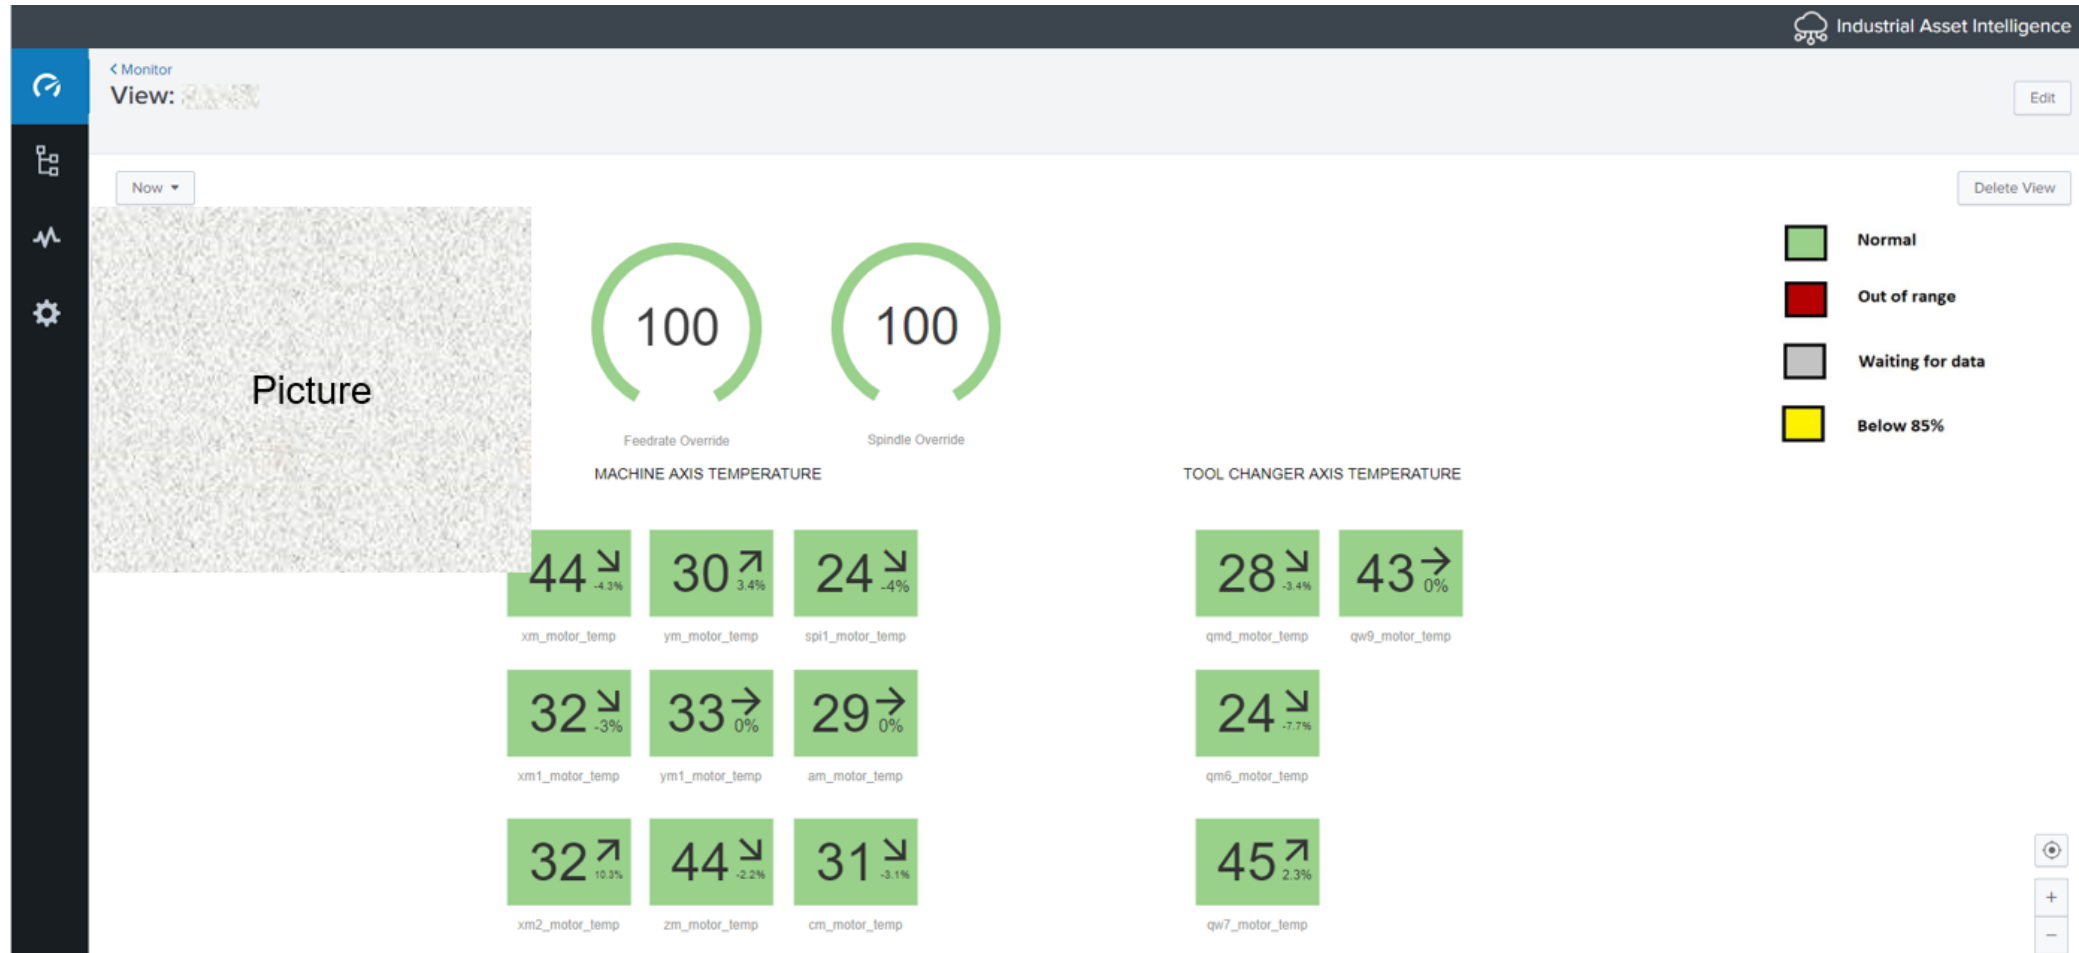 Industrial Asset Intelligence
Monitor
View:
Edit
Now
Delete View
Picture
100
100
Feedrate Override
Spindle Override
Normal
Out of range
Waiting for data
Below 85%
MACHINE AXIS TEMPERATURE
TOOL CHANGER AXIS TEMPERATURE
44 -4.3%
30 3.4%
24 -4%
28 -3.4%
43 0%
xm_motor_temp
ym_motor_temp
spi1_motor_temp
qmd_motor_temp
qw9_motor_temp
32 -3%
33 0%
29 0%
24 -7.7%
xm1_motor_temp
ym1_motor_temp
am_motor_temp
qm6_motor_temp
32 10.3%
44 -2.2%
31 -3.1%
45 2.3%
xm2_motor_temp
zm_motor_temp
cm_motor_temp
qw7_motor_temp